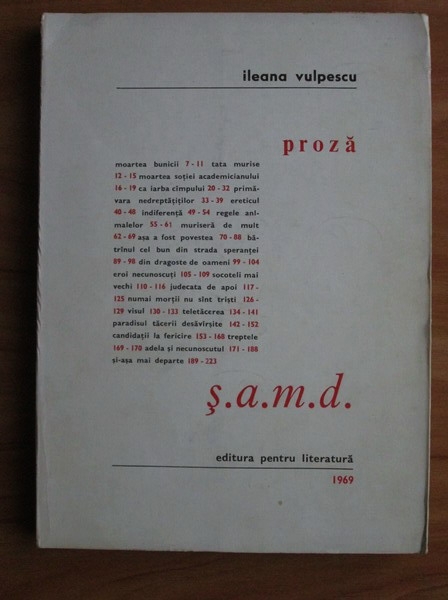 ileana vulpescu
proză
moartea bunicii 7 - 11 tata murise
12 - 15 moartea soției academicianului
16 - 19 ca iarba cîmpului 20 - 32 primă-
vara nedreptăților 33 - 39 ereticul
40 - 48 indiferență 49 - 54 regele ani-
malelor 55 - 61 muriseră de mult
62 - 69 așa a fost povestea 70 - 88 bă-
trînul cel bun din strada speranței
89 - 98 din dragoste de oameni 99 - 104
eroi necunoscuți 105 - 109 socoteli mai
vechi 110 - 116 judecata de apoi 117 -
125 numai morții nu sînt triști 126 -
129 visul 130 - 133 teletăcerea 134 - 141
paradisul tăcerii desăvîrșite 142 - 152
candidații la fericire 153 - 168 treptele
169 - 170 adela și necunoscutul 171 - 188
și-așa mai departe 189 - 223
ș.a.m.d.
editura pentru literatură
1969